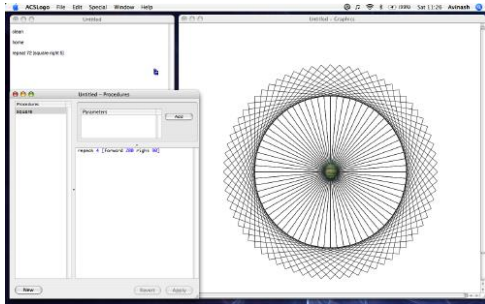 ACSLogo File Edit Special Window Help Sat 11:26 Avinash
Untitled
clean
home
repeat 72 [square right 5]
Untitled – Graphics
Untitled – Procedures
Procedures
square
Parameters
Add
repeat 4 [forward 200 right 90]
New
Revert
Apply